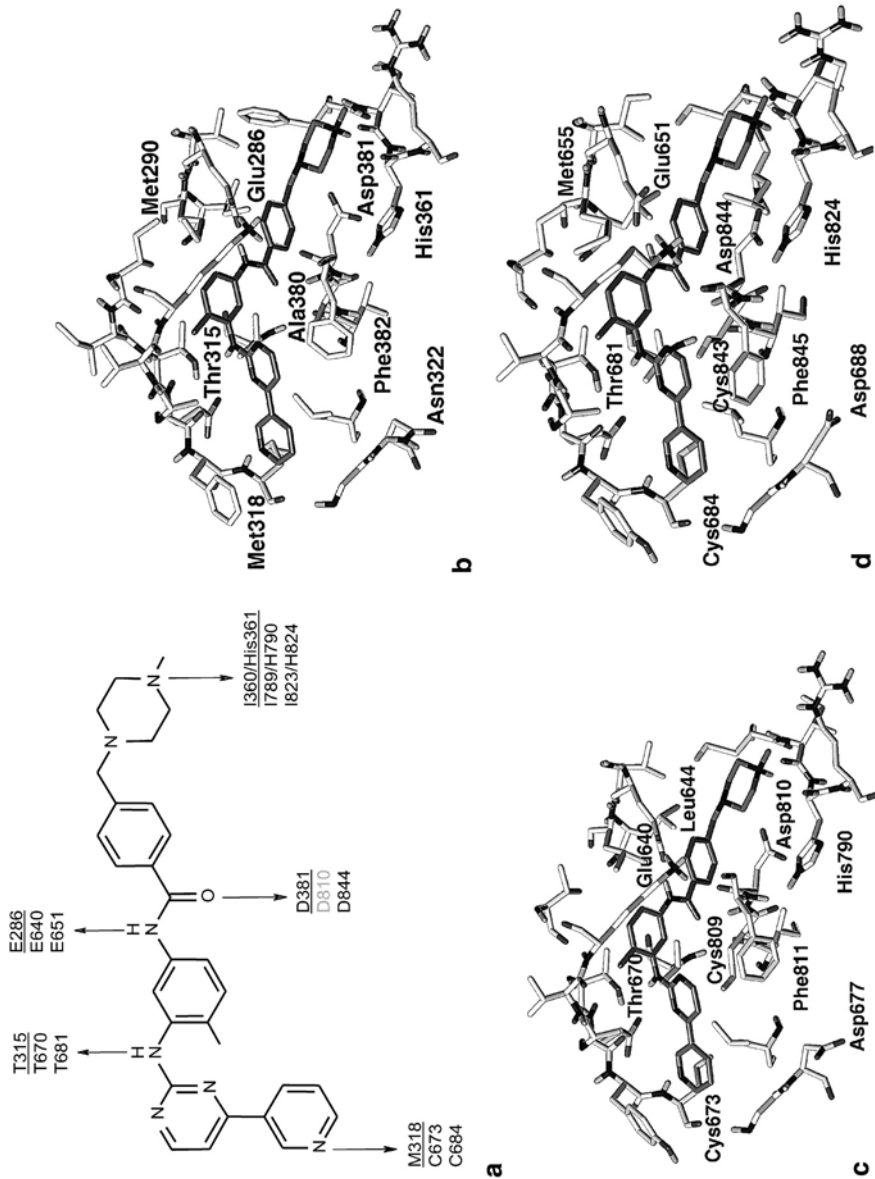 E286
E640
E651
T315
T670
T681
H
N
H
N
N
N
N
O
N
N
M318
C673
C684
D381
D810
D844
I360/His361
I789/H790
I823/H824
a
Met290
Glu286
Thr315
Met318
Ala380
Asp381
Phe382
His361
Asn322
b
Glu640
Leu644
Thr670
Cys673
Cys809
Asp810
Phe811
His790
Asp677
c
Met655
Glu651
Thr681
Cys684
Asp844
Cys843
Phe845
His824
Asp688
d